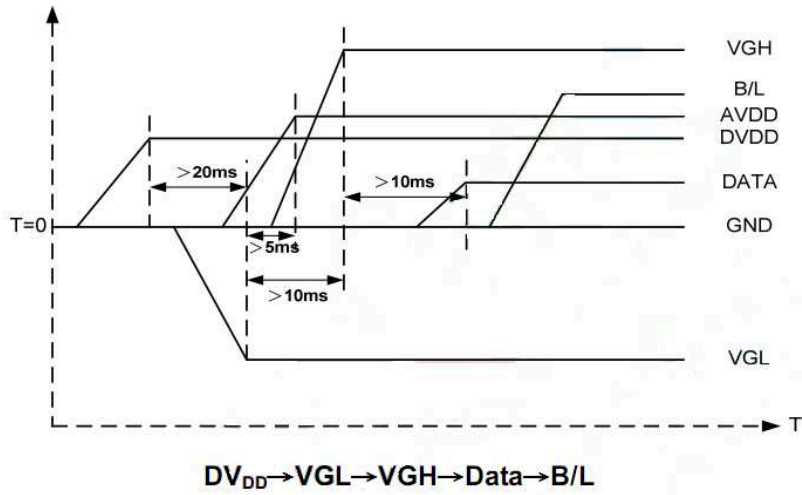 VGH
B/L
AVDD
DVDD
＞20ms
＞10ms
DATA
T=0
GND
＞5ms
＞10ms
VGL
T
DVDD→VGL→VGH→Data→B/L